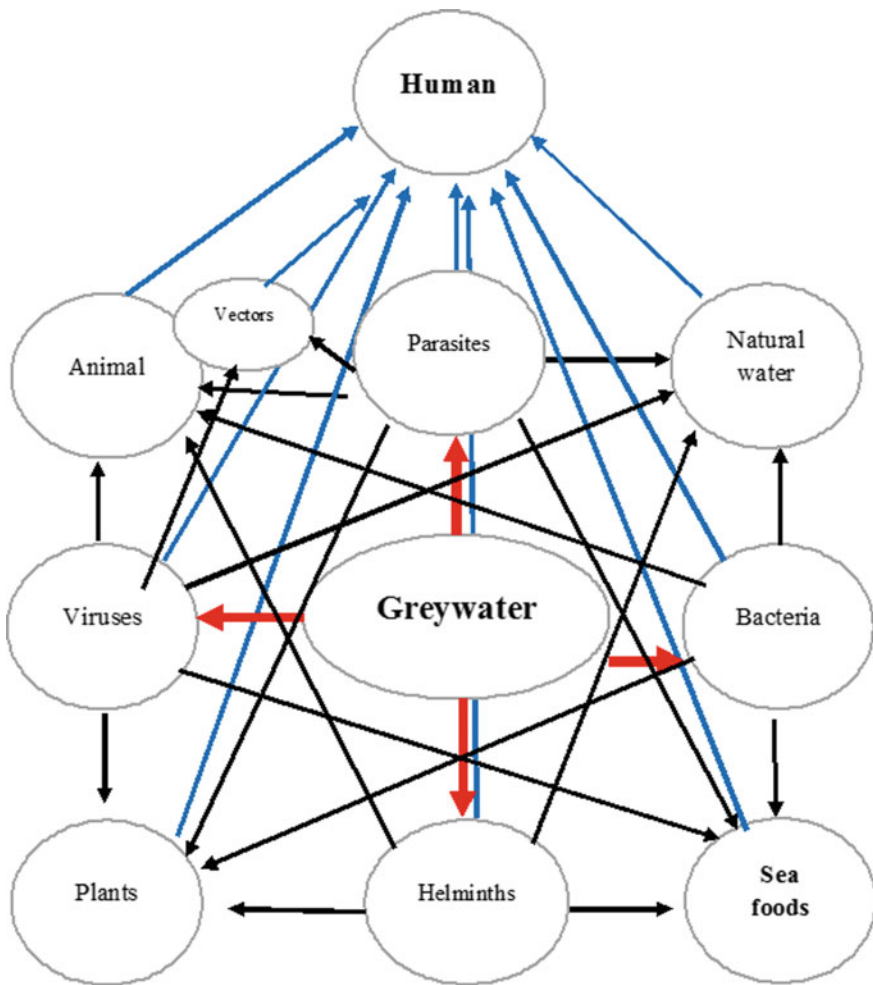 Human
Vectors
Animal
Parasites
Natural
water
Viruses
Greywater
Bacteria
Plants
Helminths
Sea
foods